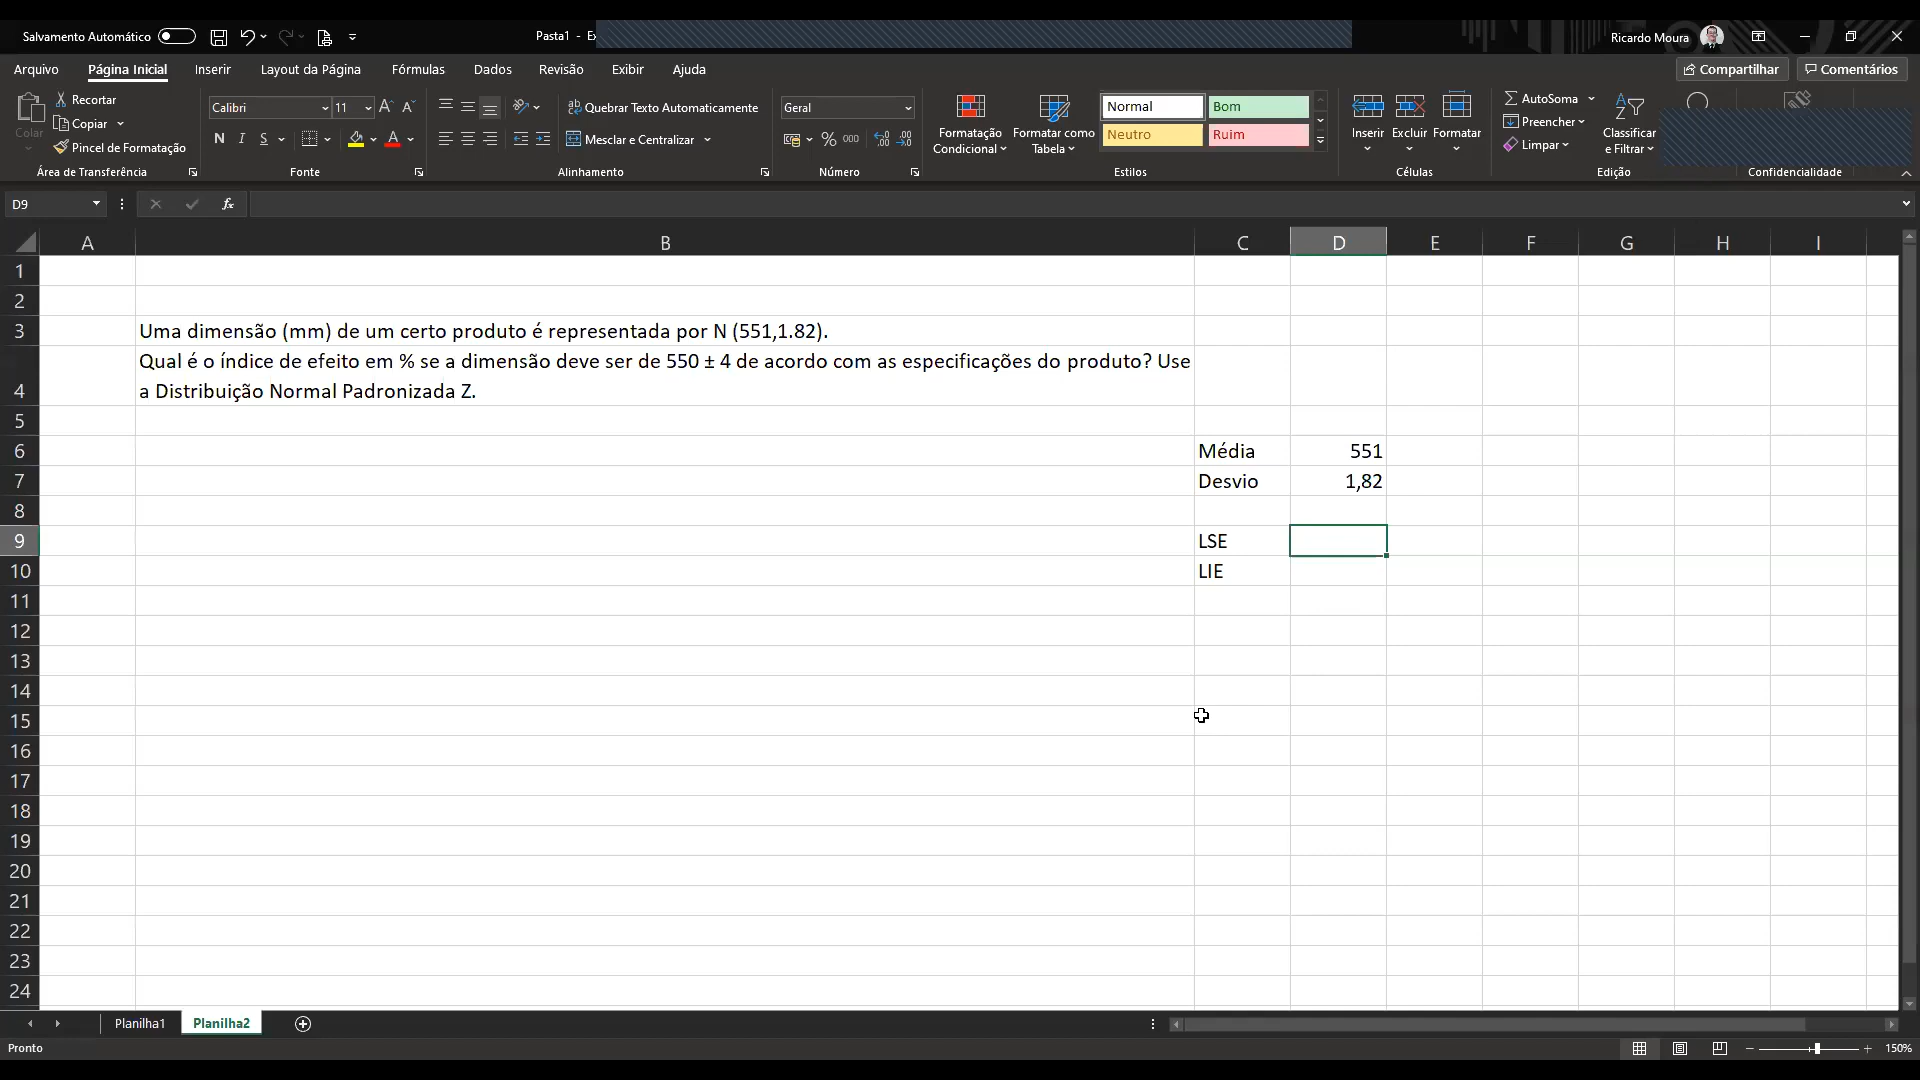 Salvamento Automático
Pasta1 - Ex
Ricardo Moura
Arquivo
Página Inicial
Inserir
Layout da Página
Fórmulas
Dados
Revisão
Exibir
Ajuda
Compartilhar
Comentários
Colar
Recortar
Copiar
Pincel de Formatação
Área de Transferência
Calibri
11
N I S
Fonte
Quebrar Texto Automaticamente
Mesclar e Centralizar
Alinhamento
Geral
% 000
Número
Formatação Condicional
Formatar como Tabela
Normal
Bom
Neutro
Ruim
Estilos
Inserir
Excluir
Formatar
Células
AutoSoma
Preencher
Limpar
Classificar e Filtrar
Edição
Confidencialidade
D9
fx
A B C D E F G H I
1
2
3 Uma dimensão (mm) de um certo produto é representada por N (551,1.82).
Qual é o índice de efeito em % se a dimensão deve ser de 550 ± 4 de acordo com as especificações do produto? Use
4 a Distribuição Normal Padronizada Z.
5
6 Média 551
7 Desvio 1,82
8
9 LSE
10 LIE
11
12
13
14
15
16
17
18
19
20
21
22
23
24
Planilha1
Planilha2
Pronto
150%